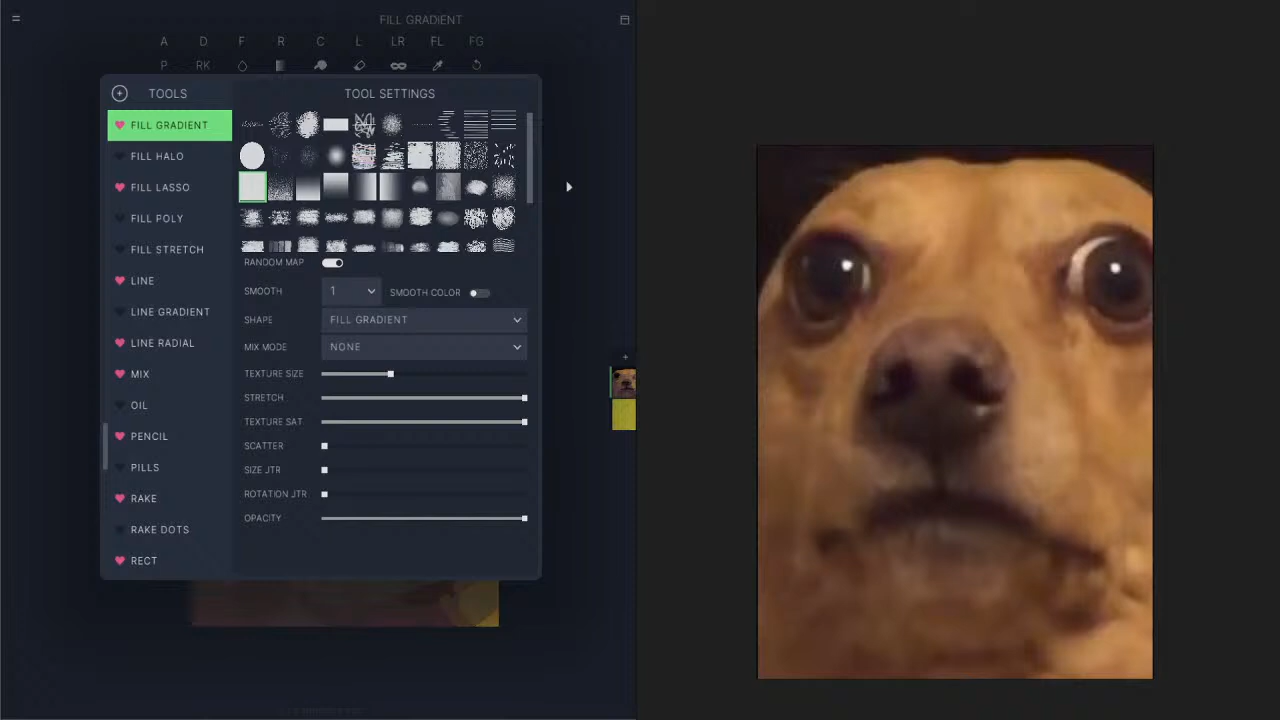 FILL GRADIENT
A D F R C L LR FL FG
P RK
TOOLS
TOOL SETTINGS
FILL GRADIENT
FILL HALO
FILL LASSO
FILL POLY
FILL STRETCH
LINE
LINE GRADIENT
LINE RADIAL
MIX
OIL
PENCIL
PILLS
RAKE
RAKE DOTS
RECT
RANDOM MAP
SMOOTH 1 SMOOTH COLOR
SHAPE FILL GRADIENT
MIX MODE NONE
TEXTURE SIZE
STRETCH
TEXTURE SAT
SCATTER
SIZE JTR
ROTATION JTR
OPACITY